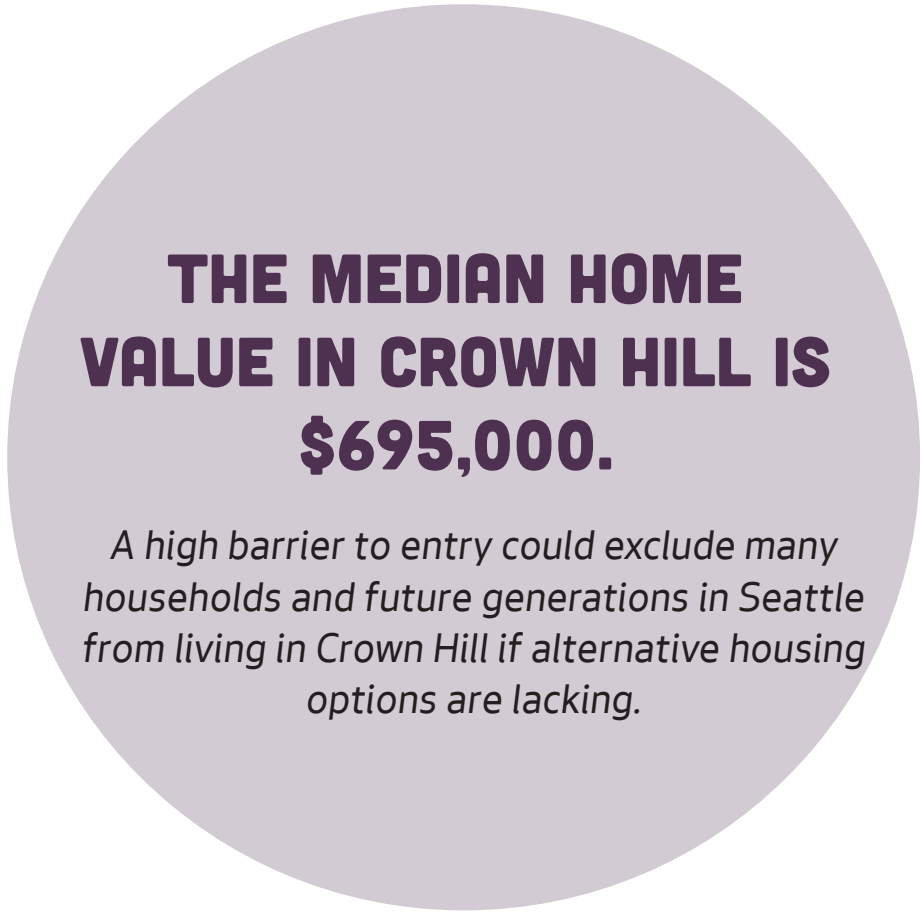 THE MEDIAN HOME
VALUE IN CROWN HILL IS
$695,000.
A high barrier to entry could exclude many
households and future generations in Seattle
from living in Crown Hill if alternative housing
options are lacking.